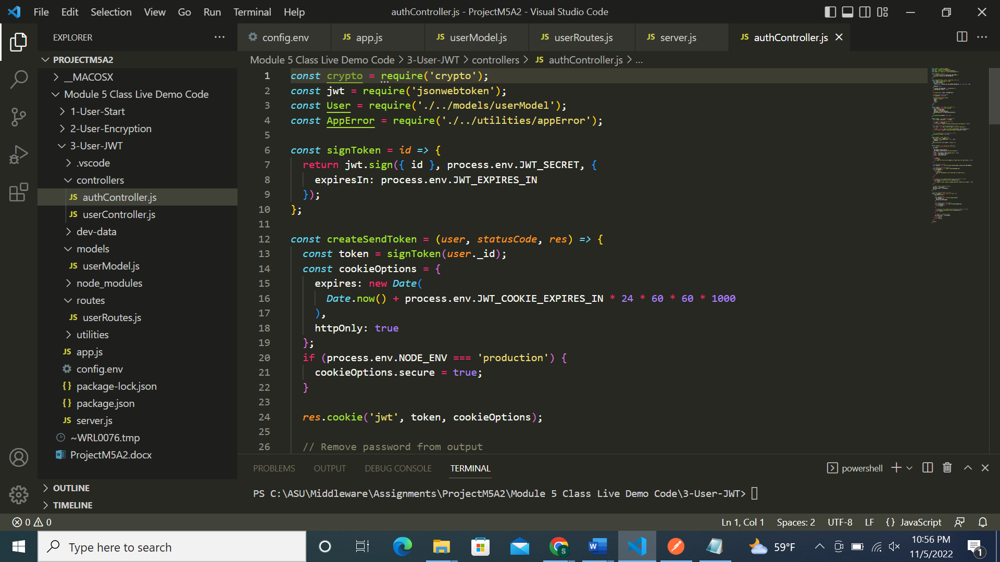 File Edit Selection View Go Run Terminal Help
authController.js - ProjectM5A2 - Visual Studio Code
EXPLORER
PROJECTM5A2
__MACOSX
Module 5 Class Live Demo Code
1-User-Start
2-User-Encryption
3-User-JWT
.vscode
controllers
JS authController.js
JS userController.js
dev-data
models
JS userModel.js
node_modules
routes
JS userRoutes.js
utilities
JS app.js
config.env
{} package-lock.json
{} package.json
JS server.js
~WRL0076.tmp
ProjectM5A2.docx
OUTLINE
TIMELINE
config.env JS app.js JS userModel.js JS userRoutes.js JS server.js JS authController.js
Module 5 Class Live Demo Code > 3-User-JWT > controllers > JS authController.js > ...
1 const crypto = require('crypto');
2 const jwt = require('jsonwebtoken');
3 const User = require('./../models/userModel');
4 const AppError = require('./../utilities/appError');
5
6 const signToken = id => {
7 return jwt.sign({ id }, process.env.JWT_SECRET, {
8 expiresIn: process.env.JWT_EXPIRES_IN
9 });
10 };
11
12 const createSendToken = (user, statusCode, res) => {
13 const token = signToken(user._id);
14 const cookieOptions = {
15 expires: new Date(
16 Date.now() + process.env.JWT_COOKIE_EXPIRES_IN * 24 * 60 * 60 * 1000
17 ),
18 httpOnly: true
19 };
20 if (process.env.NODE_ENV === 'production') {
21 cookieOptions.secure = true;
22 }
23
24 res.cookie('jwt', token, cookieOptions);
25
26 // Remove password from output
PROBLEMS OUTPUT DEBUG CONSOLE TERMINAL
powershell
PS C:\ASU\Middleware\Assignments\ProjectM5A2\Module 5 Class Live Demo Code\3-User-JWT>
0 0
Ln 1, Col 1 Spaces: 2 UTF-8 LF {} JavaScript
Type here to search
59°F
10:56 PM
11/5/2022
1